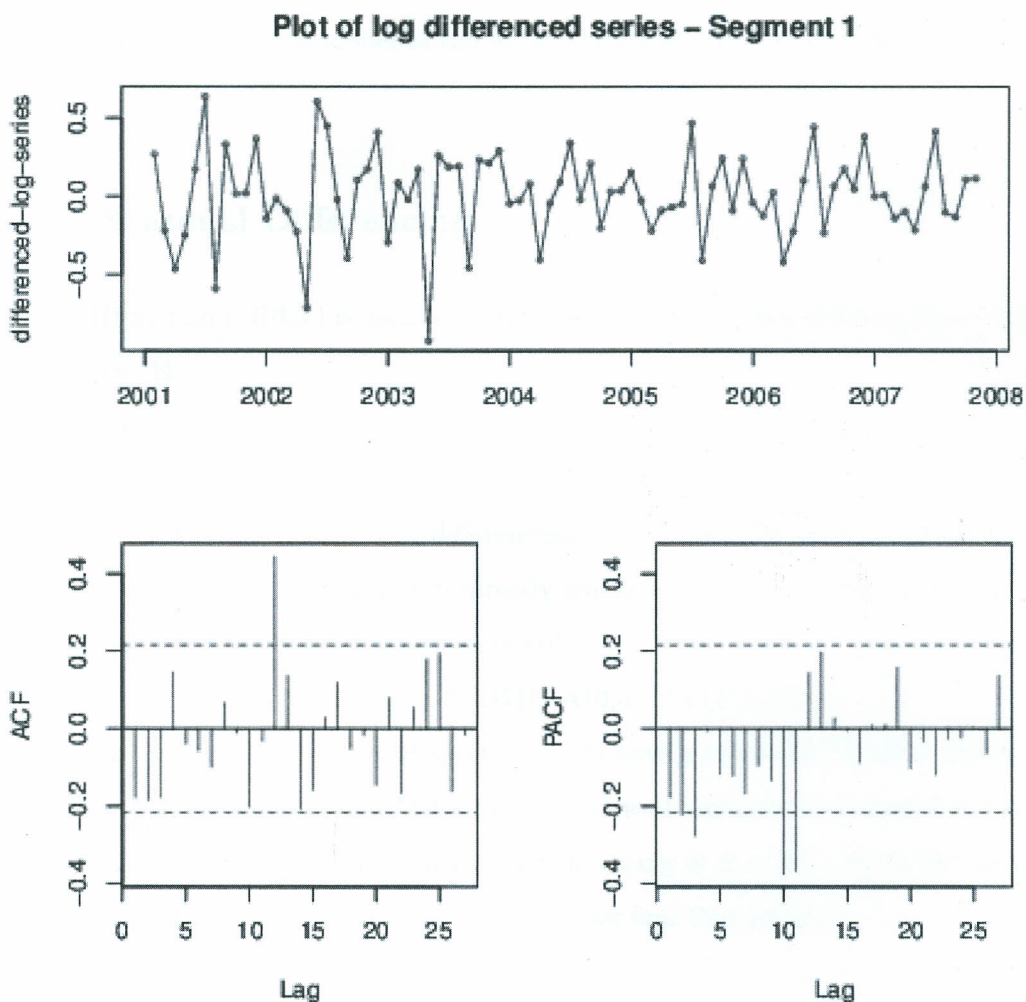 Plot of log differenced series – Segment 1
differenced–log–series
0.5
0.0
−0.5
2001 2002 2003 2004 2005 2006 2007 2008
ACF
0.4
0.2
0.0
−0.2
−0.4
0 5 10 15 20 25
Lag
PACF
0.4
0.2
0.0
−0.2
−0.4
0 5 10 15 20 25
Lag